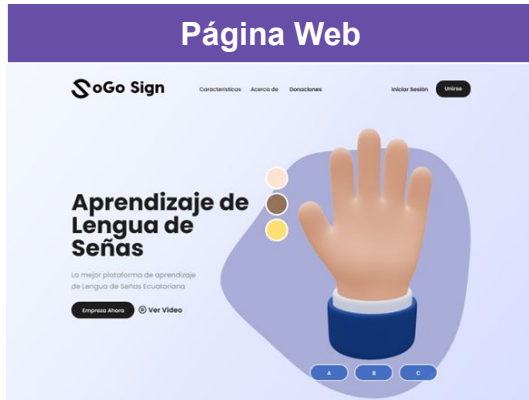 Página Web
SoGo Sign
Características Acerca de Donaciones
Iniciar Sesión Unirse
Aprendizaje de
Lengua de
Señas
La mejor plataforma de aprendizaje
de Lengua de Señas Ecuatoriana
Empreza Ahora Ver Video
A B C